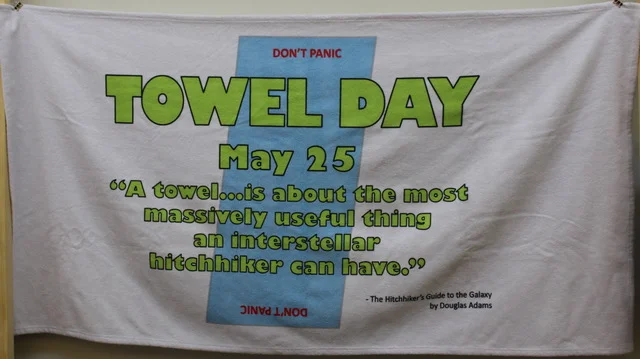 DON'T PANIC
TOWEL DAY
May 25
“A towel...is about the most
massively useful thing
an interstellar
hitchhiker can have.”
- The Hitchhiker's Guide to the Galaxy
by Douglas Adams
DON'T PANIC